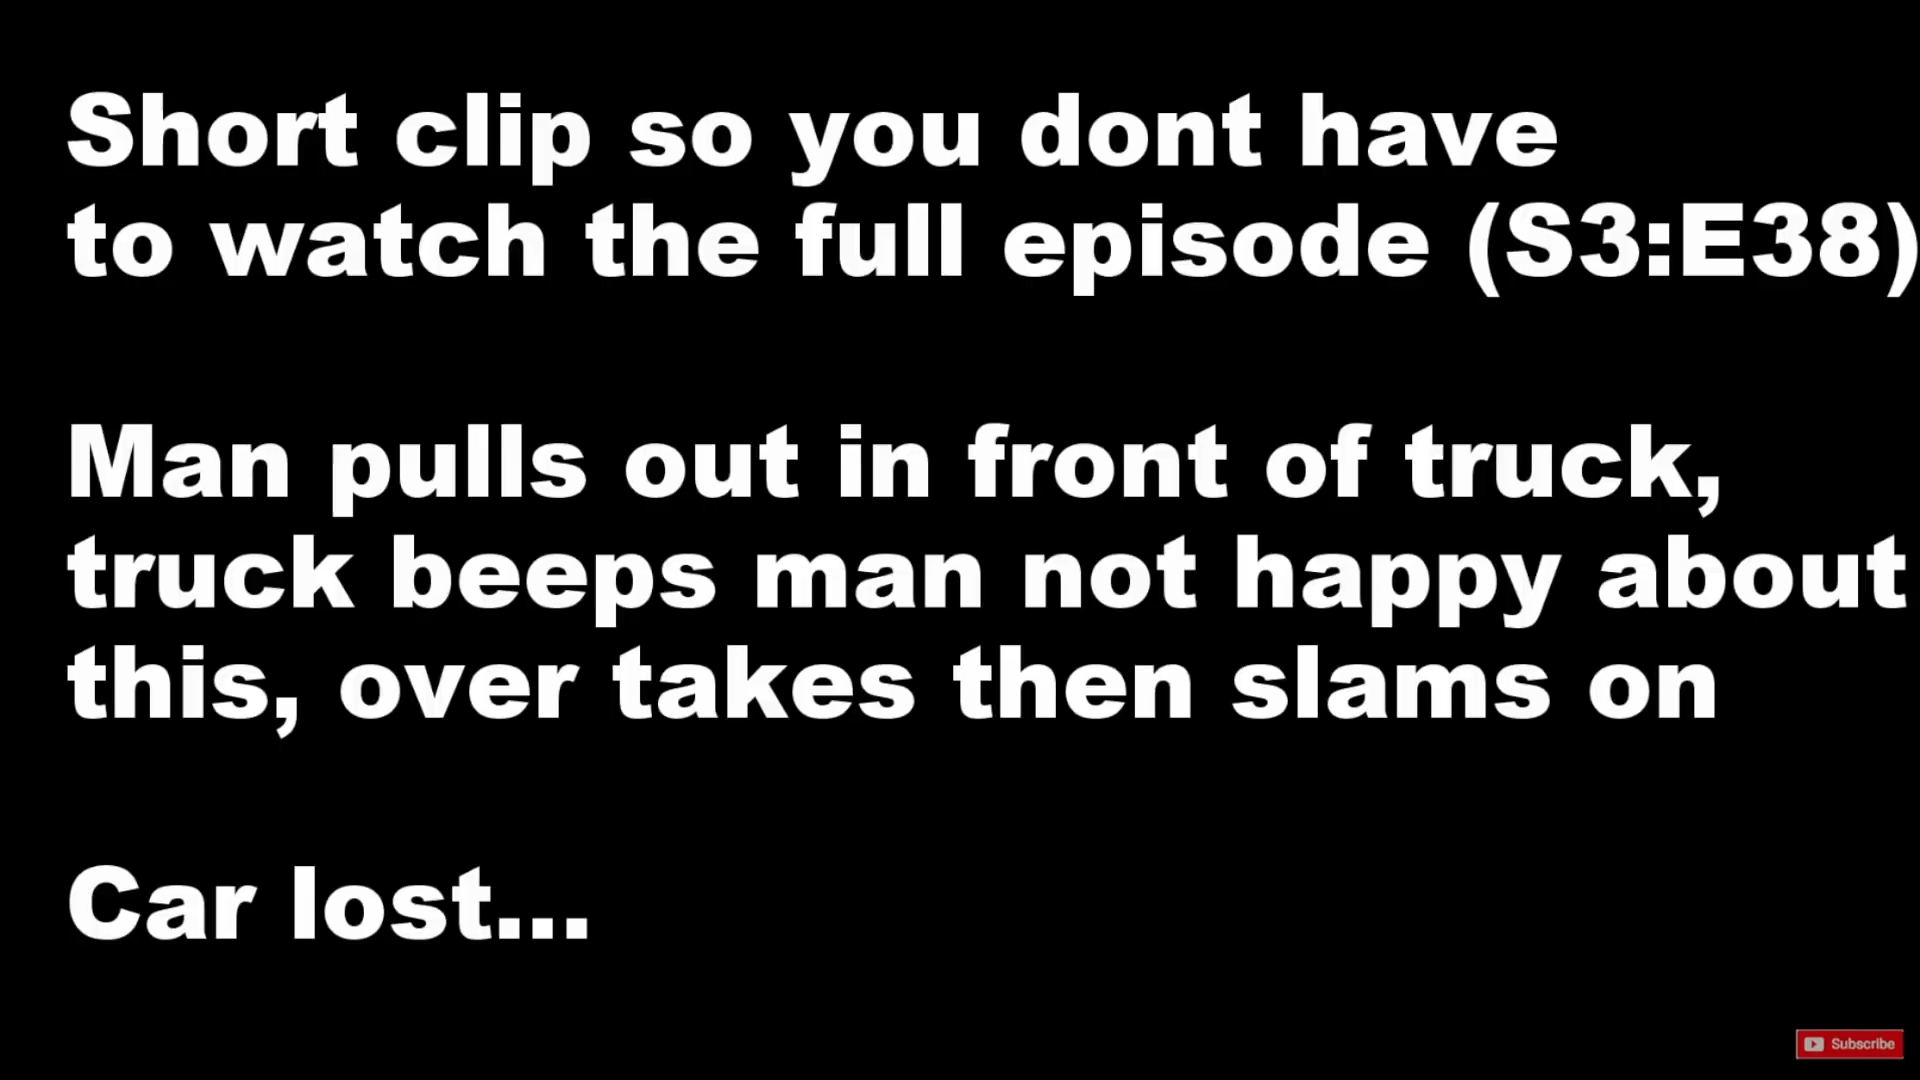 Short clip so you dont have
to watch the full episode (S3:E38)
Man pulls out in front of truck,
truck beeps man not happy about
this, over takes then slams on
Car lost...
Subscribe